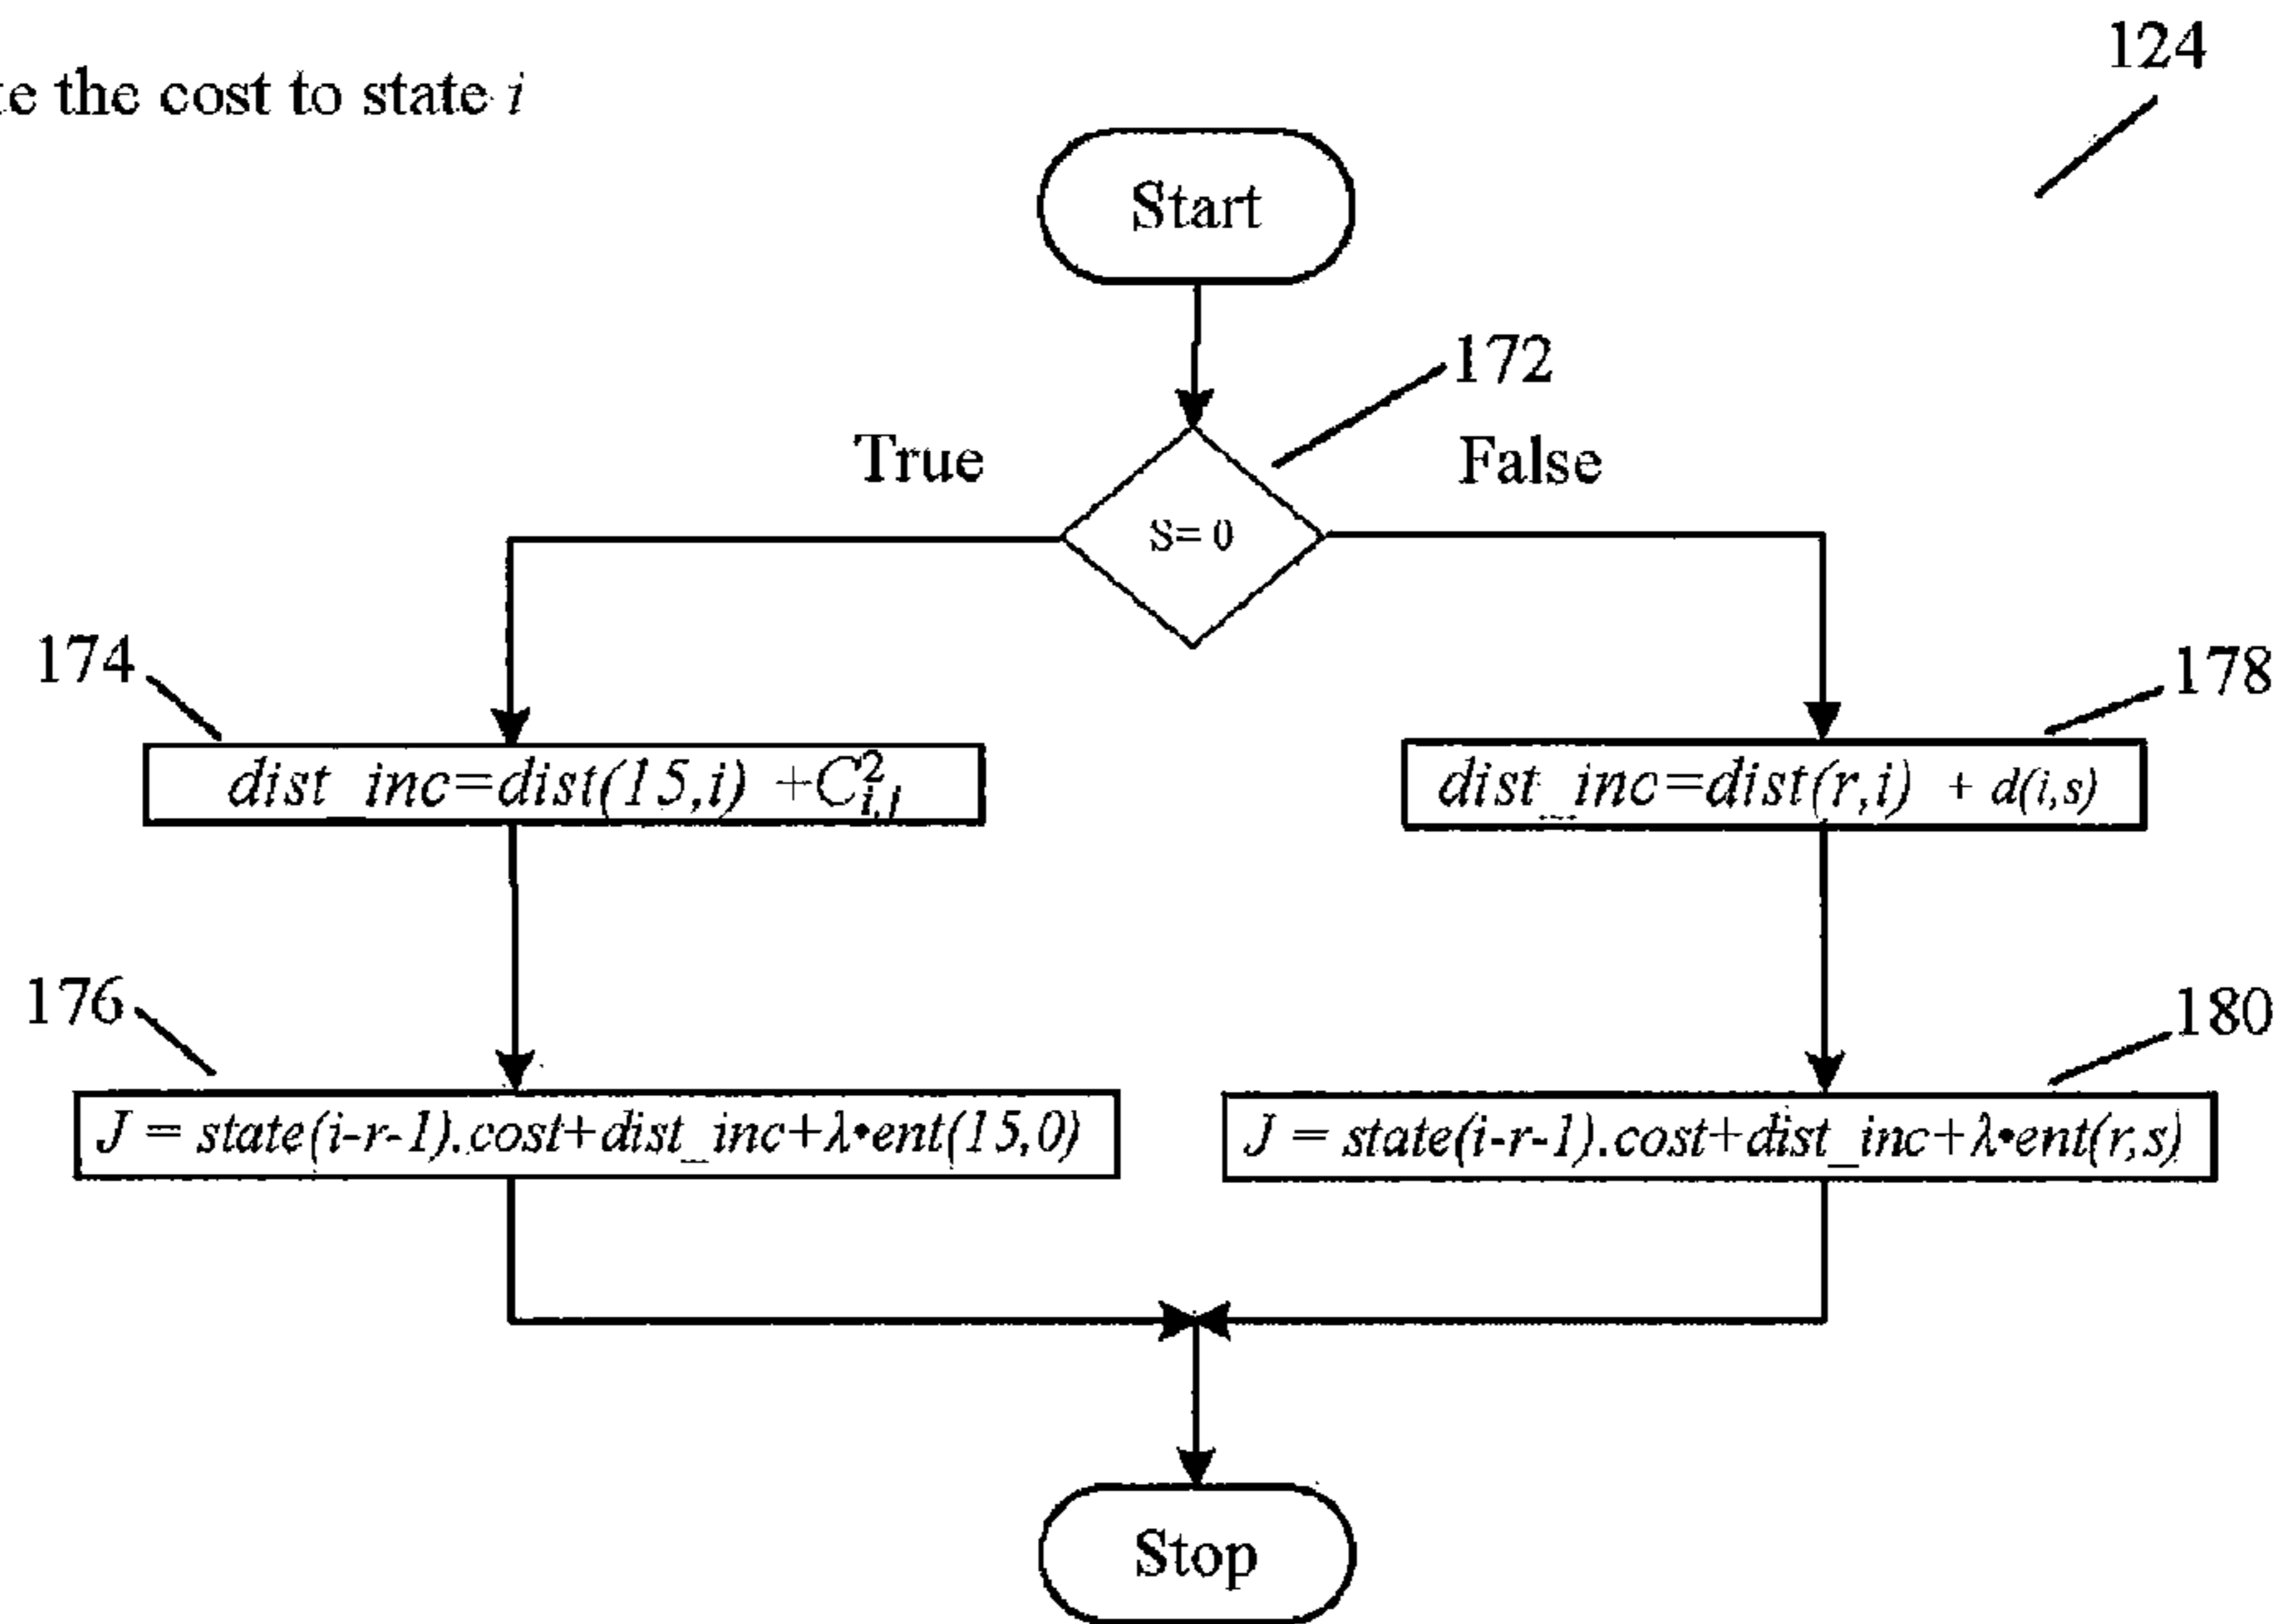 124
the cost to state i
Start
172
True
False
S= 0
174
178
dist_inc=dist(15,i) +C²i,j
dist_inc=dist(r,i) + d(i,s)
176
180
J = state(i-r-1).cost+dist_inc+λ•ent(15,0)
J = state(i-r-1).cost+dist_inc+λ•ent(r,s)
Stop